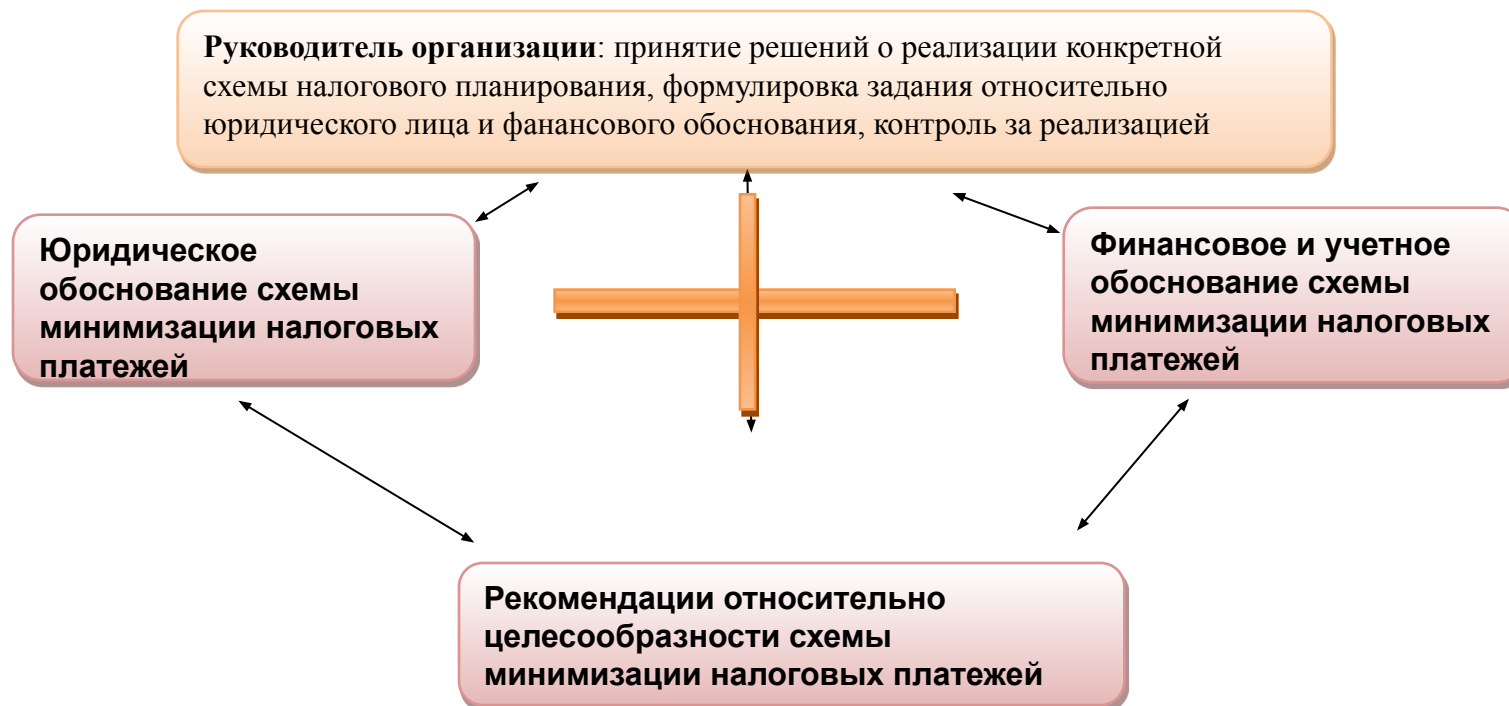 Руководитель организации: принятие решений о реализации конкретной
схемы налогового планирования, формулировка задания относительно
юридического лица и фанансового обоснования, контроль за реализацией
Юридическое
обоснование схемы
минимизации налоговых
платежей
Финансовое и учетное
обоснование схемы
минимизации налоговых
платежей
Рекомендации относительно
целесообразности схемы
минимизации налоговых платежей